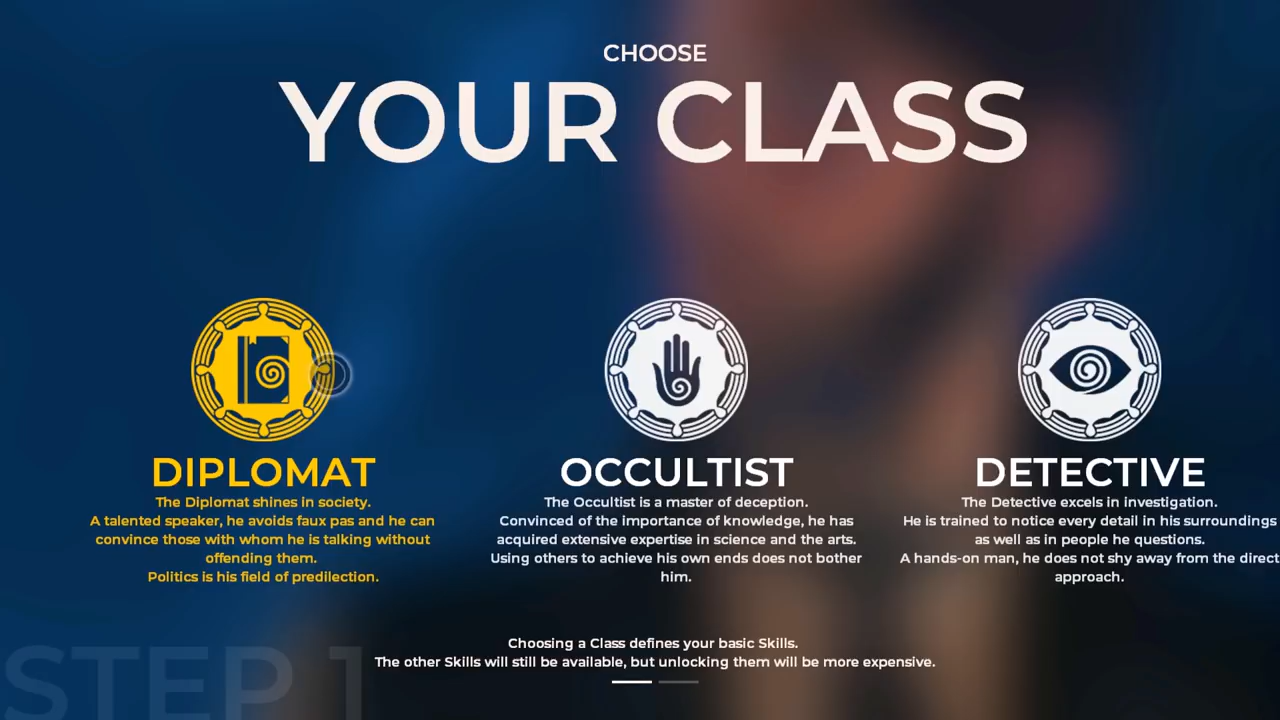 CHOOSE
YOUR CLASS
DIPLOMAT
The Diplomat shines in society.
A talented speaker, he avoids faux pas and he can
convince those with whom he is talking without
offending them.
Politics is his field of predilection.
OCCULTIST
The Occultist is a master of deception.
Convinced of the importance of knowledge, he has
acquired extensive expertise in science and the arts.
Using others to achieve his own ends does not bother
him.
DETECTIVE
The Detective excels in investigation.
He is trained to notice every detail in his surroundings
as well as in people he questions.
A hands-on man, he does not shy away from the direct
approach.
Choosing a Class defines your basic Skills.
The other Skills will still be available, but unlocking them will be more expensive.
STEP 1